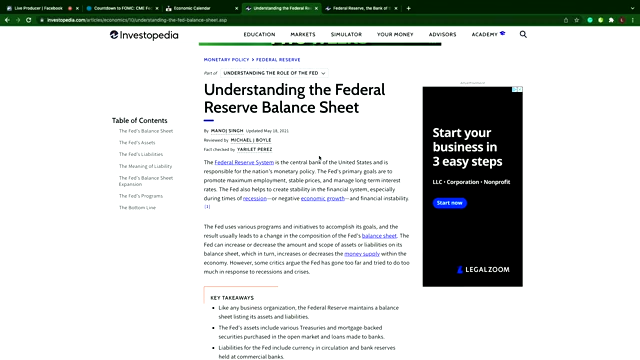 Live Producer | Facebook
Countdown to FOMC: CME Fe
Economic Calendar
Understanding the Federal Re
Federal Reserve, the Bank of
investopedia.com/articles/economics/10/understanding-the-fed-balance-sheet.asp
Investopedia
EDUCATION
MARKETS
SIMULATOR
YOUR MONEY
ADVISORS
ACADEMY
MONETARY POLICY > FEDERAL RESERVE
Part of UNDERSTANDING THE ROLE OF THE FED
Understanding the Federal
Reserve Balance Sheet
By MANOJ SINGH Updated May 18, 2021
Reviewed by MICHAEL J BOYLE
Fact checked by YARILET PEREZ
Table of Contents
The Fed's Balance Sheet
The Fed's Assets
The Fed's Liabilities
The Meaning of Liability
The Fed's Balance Sheet
Expansion
The Fed's Programs
The Bottom Line
The Federal Reserve System is the central bank of the United States and is
responsible for the nation's monetary policy. The Fed's primary goals are to
promote maximum employment, stable prices, and manage long-term interest
rates. The Fed also helps to create stability in the financial system, especially
during times of recession—or negative economic growth—and financial instability.
[1]
The Fed uses various programs and initiatives to accomplish its goals, and the
result usually leads to a change in the composition of the Fed's balance sheet. The
Fed can increase or decrease the amount and scope of assets or liabilities on its
balance sheet, which in turn, increases or decreases the money supply within the
economy. However, some critics argue the Fed has gone too far and tried to do too
much in response to recessions and crises.
KEY TAKEAWAYS
• Like any business organization, the Federal Reserve maintains a balance
sheet listing its assets and liabilities.
• The Fed's assets include various Treasuries and mortgage-backed
securities purchased in the open market and loans made to banks.
• Liabilities for the Fed include currency in circulation and bank reserves
held at commercial banks.
Start your
business in
3 easy steps
LLC • Corporation • Nonprofit
Start now
LEGALZOOM